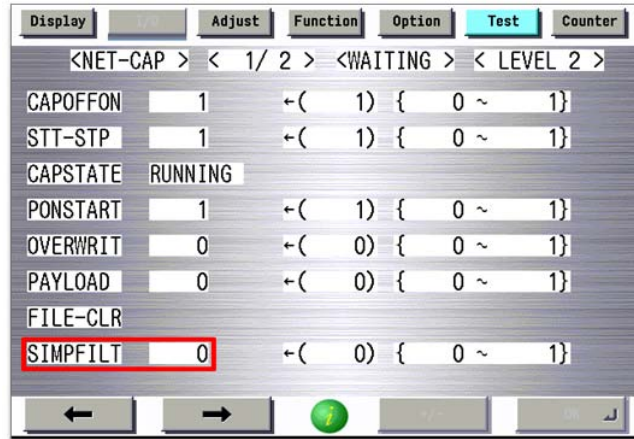 Display I/O Adjust Function Option Test Counter
<NET-CAP > < 1/ 2 > <WAITING > < LEVEL 2 >
CAPOFFON 1 ←( 1) { 0 ~ 1}
STT-STP 1 ←( 1) { 0 ~ 1}
CAPSTATE RUNNING
PONSTART 1 ←( 1) { 0 ~ 1}
OVERWRIT 0 ←( 0) { 0 ~ 1}
PAYLOAD 0 ←( 0) { 0 ~ 1}
FILE-CLR
SIMPFILT 0 ←( 0) { 0 ~ 1}
← → i +/- OK